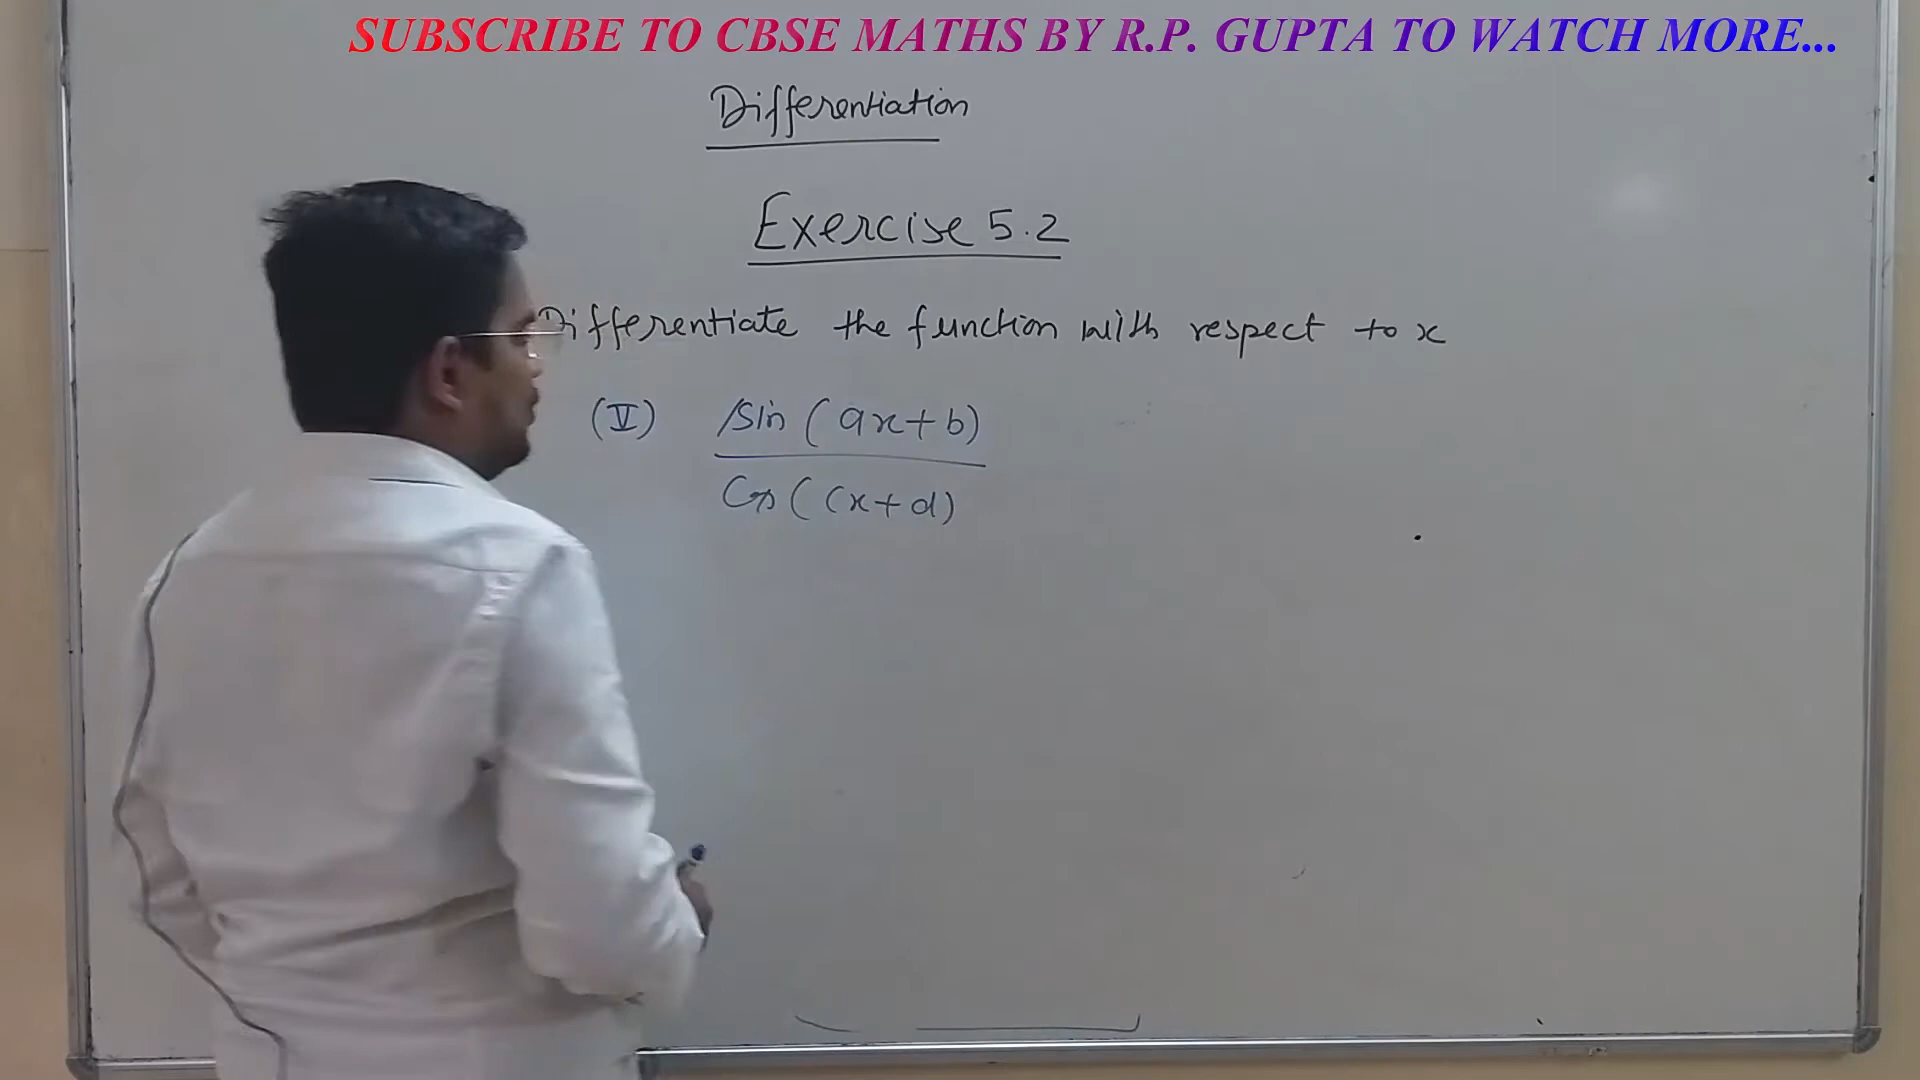 SUBSCRIBE TO CBSE MATHS BY R.P. GUPTA TO WATCH MORE...
Differentiation
Exercise 5.2
Differentiate the function with respect to x
(V) sin (ax+b)
Cos (cx+d)